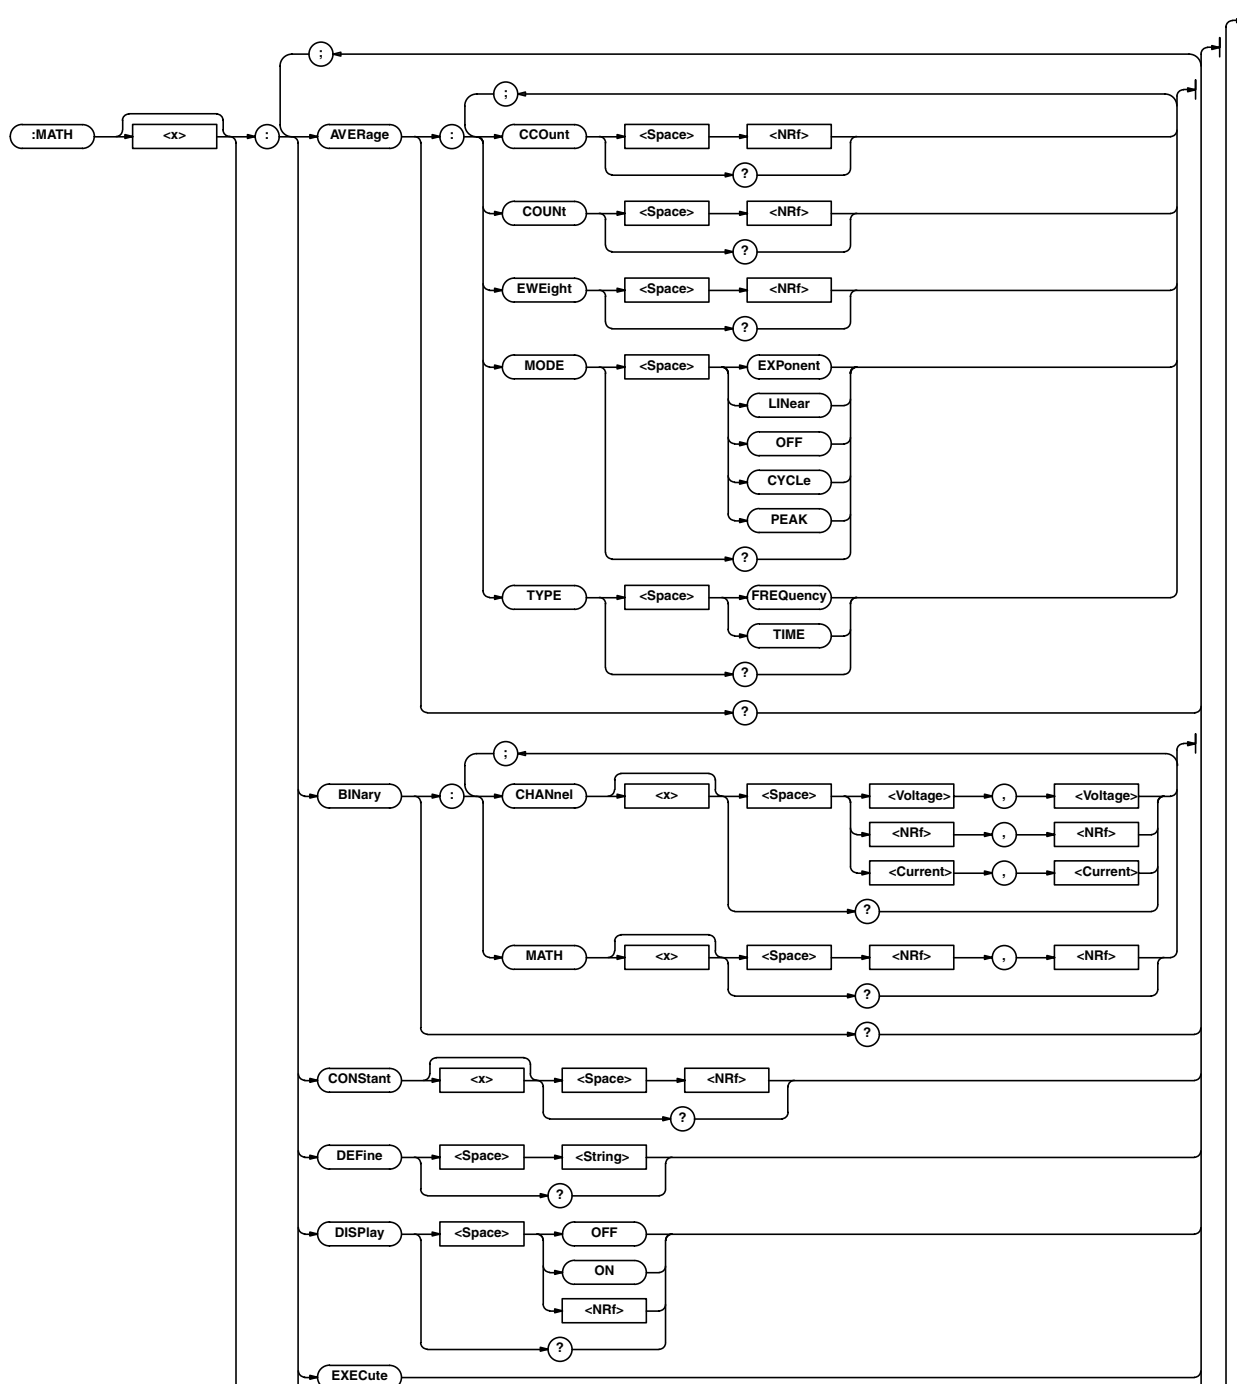 ;
;
:MATH <x> : AVERage : CCOunt <Space> <NRf>
?
COUNt <Space> <NRf>
?
EWEight <Space> <NRf>
?
MODE <Space> EXPonent
LINear
OFF
CYCLe
PEAK
?
TYPE <Space> FREQuency
TIME
?
?
;
BINary : CHANnel <x> <Space> <Voltage> , <Voltage>
<NRf> , <NRf>
<Current> , <Current>
?
MATH <x> <Space> <NRf> , <NRf>
?
?
CONStant <x> <Space> <NRf>
?
DEFine <Space> <String>
?
DISPlay <Space> OFF
ON
<NRf>
?
EXECute